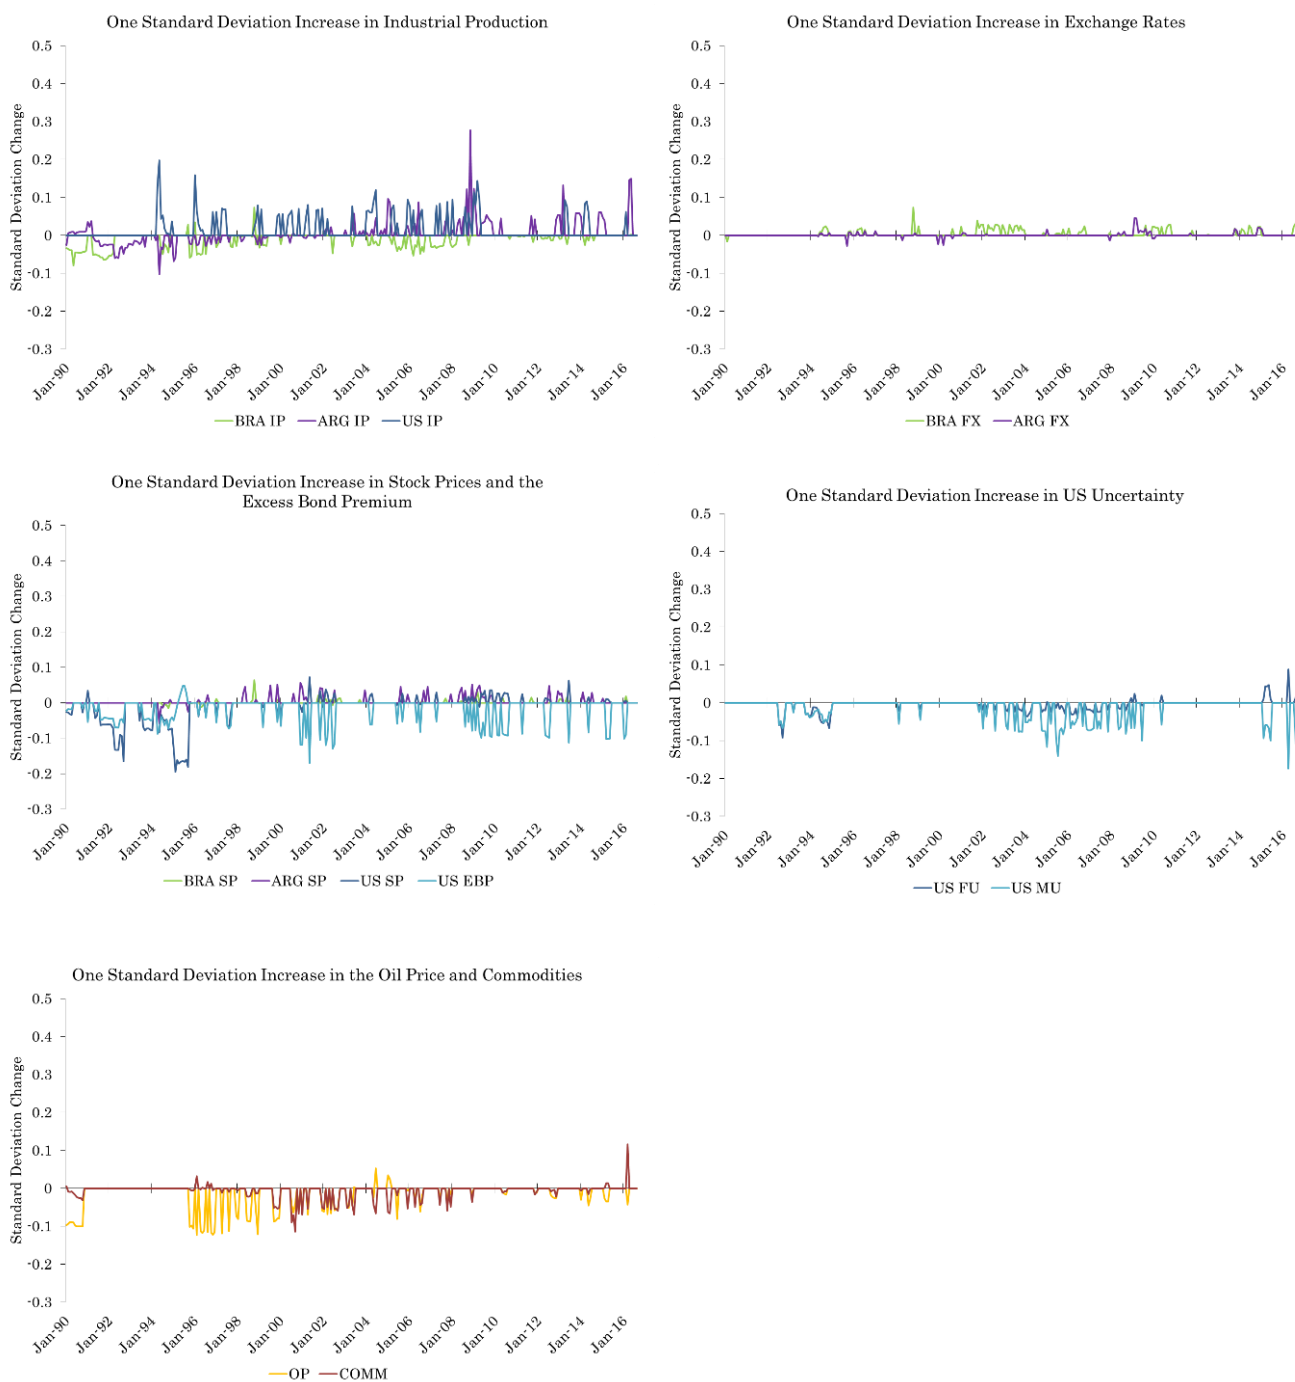 One Standard Deviation Increase in Industrial Production
Standard Deviation Change
0.5
0.4
0.3
0.2
0.1
0
-0.1
-0.2
-0.3
Jan-90 Jan-92 Jan-94 Jan-96 Jan-98 Jan-00 Jan-02 Jan-04 Jan-06 Jan-08 Jan-10 Jan-12 Jan-14 Jan-16
BRA IP ARG IP US IP
One Standard Deviation Increase in Exchange Rates
Standard Deviation Change
0.5
0.4
0.3
0.2
0.1
0
-0.1
-0.2
-0.3
Jan-90 Jan-92 Jan-94 Jan-96 Jan-98 Jan-00 Jan-02 Jan-04 Jan-06 Jan-08 Jan-10 Jan-12 Jan-14 Jan-16
BRA FX ARG FX
One Standard Deviation Increase in Stock Prices and the
Excess Bond Premium
Standard Deviation Change
0.5
0.4
0.3
0.2
0.1
0
-0.1
-0.2
-0.3
Jan-90 Jan-92 Jan-94 Jan-96 Jan-98 Jan-00 Jan-02 Jan-04 Jan-06 Jan-08 Jan-10 Jan-12 Jan-14 Jan-16
BRA SP ARG SP US SP US EBP
One Standard Deviation Increase in US Uncertainty
Standard Deviation Change
0.5
0.4
0.3
0.2
0.1
0
-0.1
-0.2
-0.3
Jan-90 Jan-92 Jan-94 Jan-96 Jan-98 Jan-00 Jan-02 Jan-04 Jan-06 Jan-08 Jan-10 Jan-12 Jan-14 Jan-16
US FU US MU
One Standard Deviation Increase in the Oil Price and Commodities
Standard Deviation Change
0.5
0.4
0.3
0.2
0.1
0
-0.1
-0.2
-0.3
Jan-90 Jan-92 Jan-94 Jan-96 Jan-98 Jan-00 Jan-02 Jan-04 Jan-06 Jan-08 Jan-10 Jan-12 Jan-14 Jan-16
OP COMM